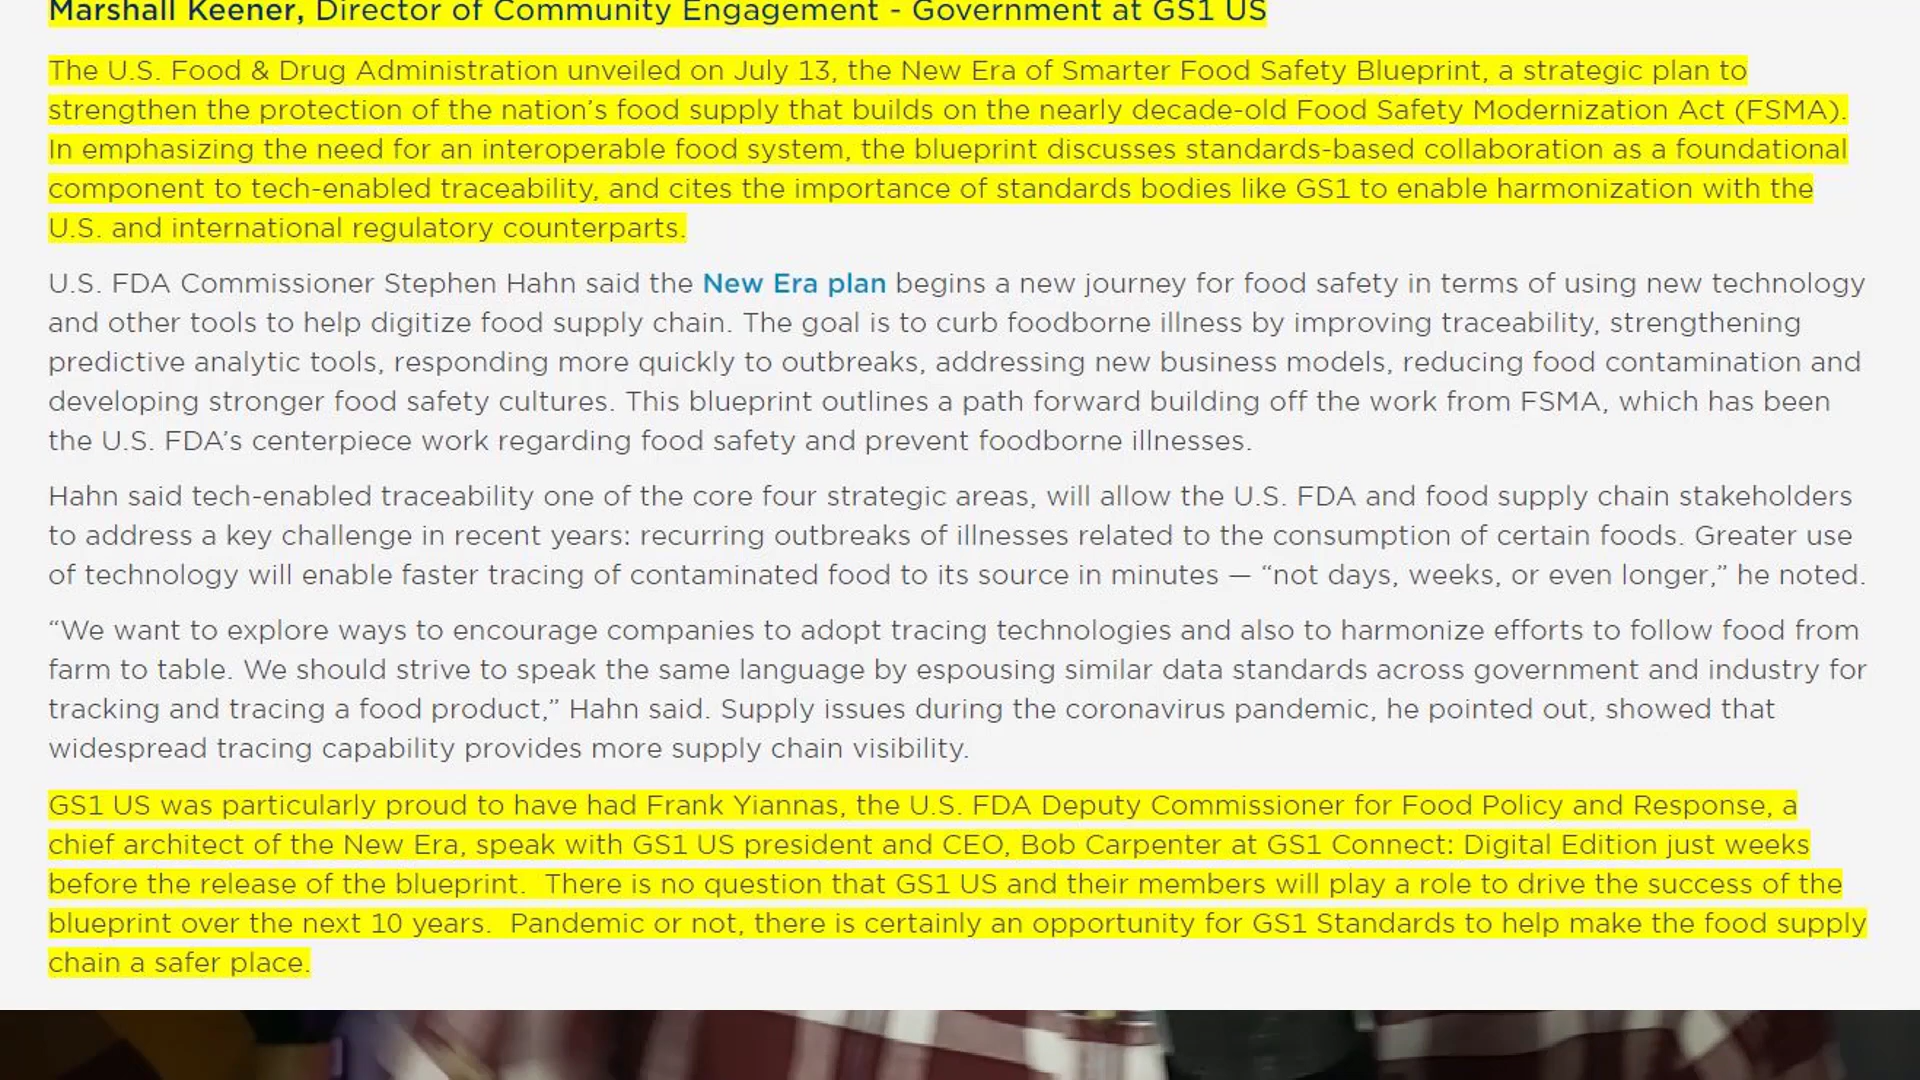 Marshall Keener, Director of Community Engagement - Government at GS1 US
The U.S. Food & Drug Administration unveiled on July 13, the New Era of Smarter Food Safety Blueprint, a strategic plan to
strengthen the protection of the nation’s food supply that builds on the nearly decade-old Food Safety Modernization Act (FSMA).
In emphasizing the need for an interoperable food system, the blueprint discusses standards-based collaboration as a foundational
component to tech-enabled traceability, and cites the importance of standards bodies like GS1 to enable harmonization with the
U.S. and international regulatory counterparts.
U.S. FDA Commissioner Stephen Hahn said the New Era plan begins a new journey for food safety in terms of using new technology
and other tools to help digitize food supply chain. The goal is to curb foodborne illness by improving traceability, strengthening
predictive analytic tools, responding more quickly to outbreaks, addressing new business models, reducing food contamination and
developing stronger food safety cultures. This blueprint outlines a path forward building off the work from FSMA, which has been
the U.S. FDA’s centerpiece work regarding food safety and prevent foodborne illnesses.
Hahn said tech-enabled traceability one of the core four strategic areas, will allow the U.S. FDA and food supply chain stakeholders
to address a key challenge in recent years: recurring outbreaks of illnesses related to the consumption of certain foods. Greater use
of technology will enable faster tracing of contaminated food to its source in minutes — “not days, weeks, or even longer,” he noted.
“We want to explore ways to encourage companies to adopt tracing technologies and also to harmonize efforts to follow food from
farm to table. We should strive to speak the same language by espousing similar data standards across government and industry for
tracking and tracing a food product,” Hahn said. Supply issues during the coronavirus pandemic, he pointed out, showed that
widespread tracing capability provides more supply chain visibility.
GS1 US was particularly proud to have had Frank Yiannas, the U.S. FDA Deputy Commissioner for Food Policy and Response, a
chief architect of the New Era, speak with GS1 US president and CEO, Bob Carpenter at GS1 Connect: Digital Edition just weeks
before the release of the blueprint.  There is no question that GS1 US and their members will play a role to drive the success of the
blueprint over the next 10 years.  Pandemic or not, there is certainly an opportunity for GS1 Standards to help make the food supply
chain a safer place.